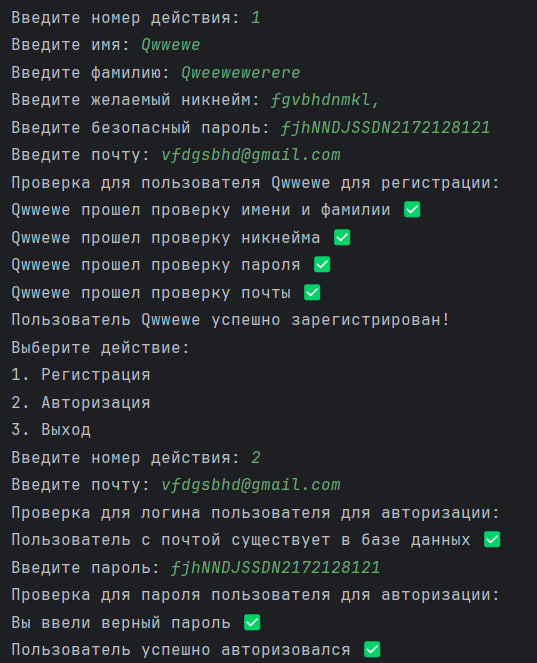 Введите номер действия: 1
Введите имя: Qwwewe
Введите фамилию: Qweewewerere
Введите желаемый никнейм: fgvbhdnmkl,
Введите безопасный пароль: fjhNNDJSSDN2172128121
Введите почту: vfdgsbhd@gmail.com
Проверка для пользователя Qwwewe для регистрации:
Qwwewe прошел проверку имени и фамилии ✅
Qwwewe прошел проверку никнейма ✅
Qwwewe прошел проверку пароля ✅
Qwwewe прошел проверку почты ✅
Пользователь Qwwewe успешно зарегистрирован!
Выберите действие:
1. Регистрация
2. Авторизация
3. Выход
Введите номер действия: 2
Введите почту: vfdgsbhd@gmail.com
Проверка для логина пользователя для авторизации:
Пользователь с почтой существует в базе данных ✅
Введите пароль: fjhNNDJSSDN2172128121
Проверка для пароля пользователя для авторизации:
Вы ввели верный пароль ✅
Пользователь успешно авторизовался ✅